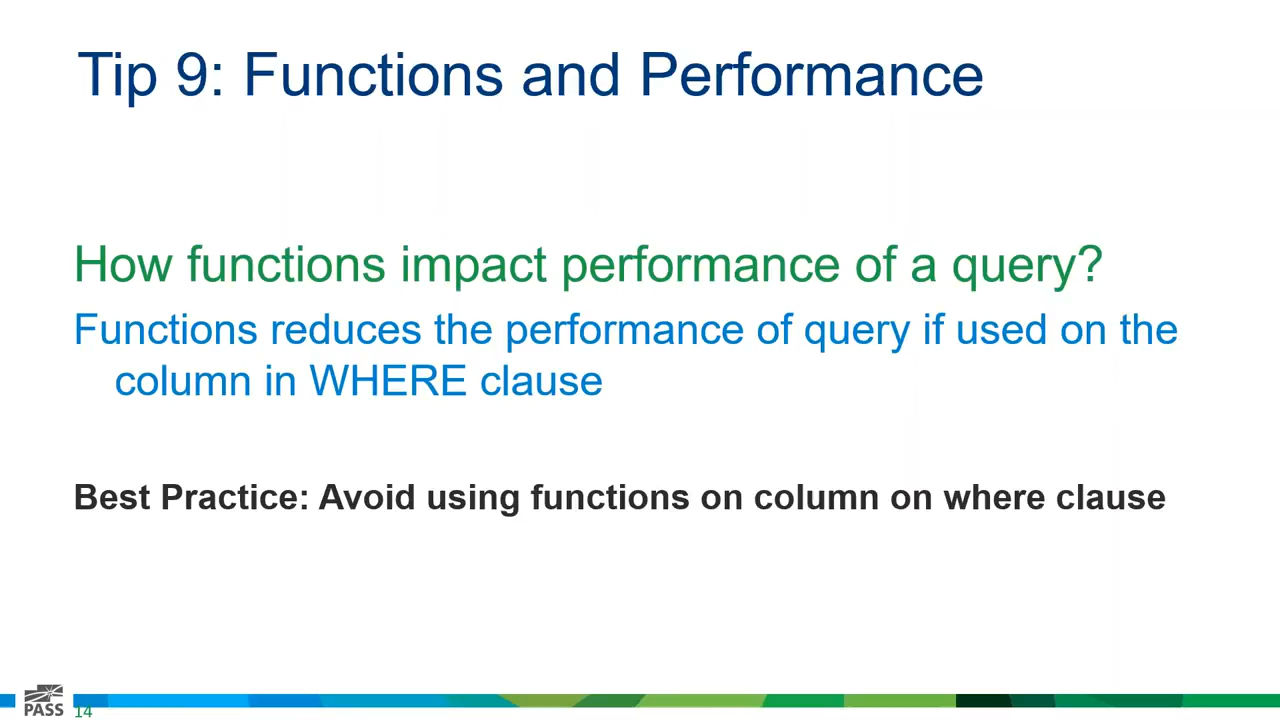 Tip 9: Functions and Performance
How functions impact performance of a query?
Functions reduces the performance of query if used on the
column in WHERE clause
Best Practice: Avoid using functions on column on where clause
PASS
14